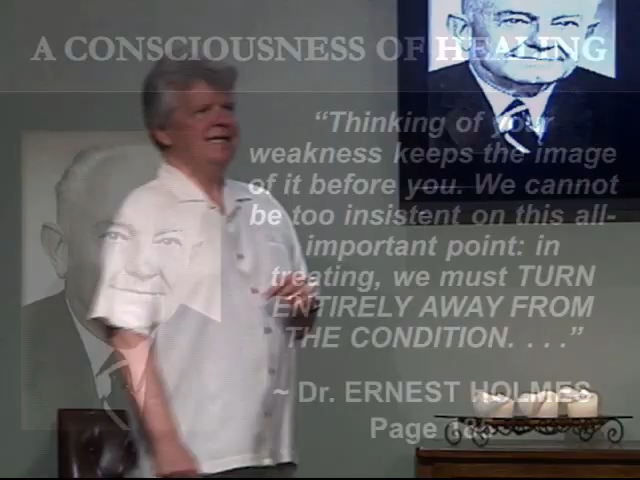 A CONSCIOUSNESS OF HEALING
“Thinking of your
weakness keeps the image
of it before you. We cannot
be too insistent on this all-
important point: in
treating, we must TURN
ENTIRELY AWAY FROM
THE CONDITION. . . .”
~ Dr. ERNEST HOLMES
Page